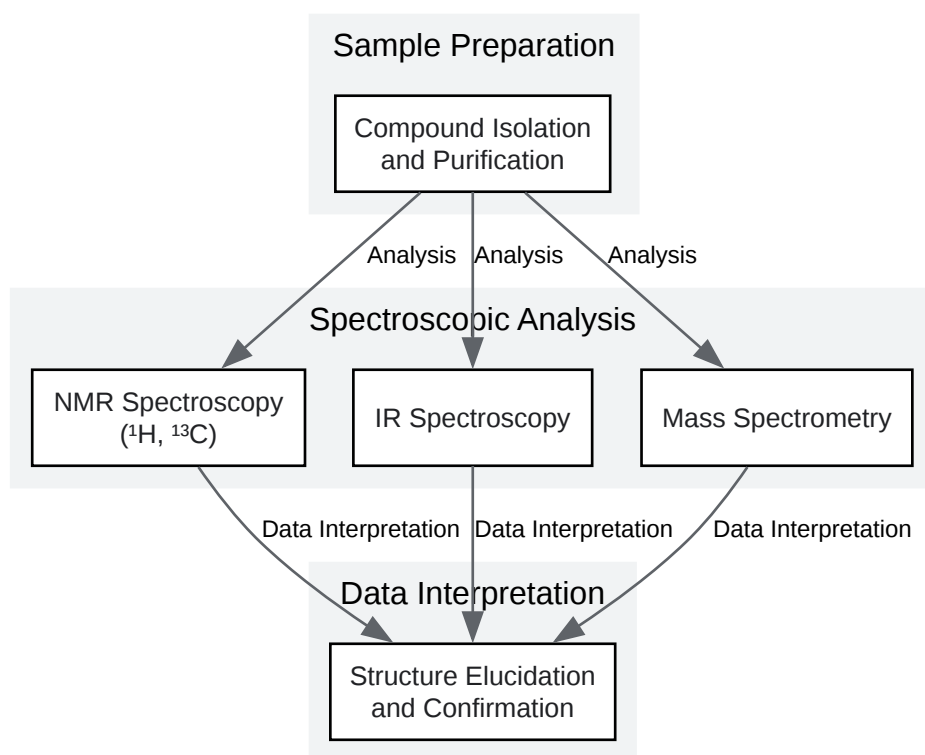 Sample Preparation
Compound Isolation
and Purification
Analysis
Analysis
Analysis
Spectroscopic Analysis
NMR Spectroscopy
(¹H, ¹³C)
IR Spectroscopy
Mass Spectrometry
Data Interpretation
Data Interpretation
Data Interpretation
Data Interpretation
Structure Elucidation
and Confirmation